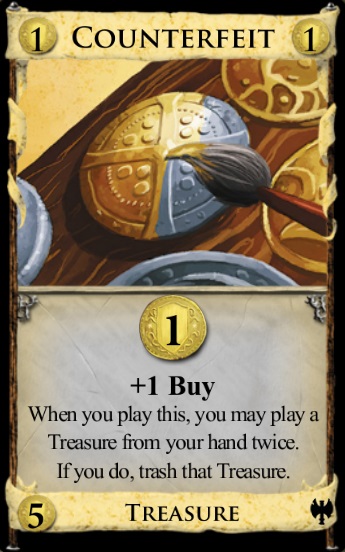 1 COUNTERFEIT 1
1
+1 Buy
When you play this, you may play a
Treasure from your hand twice.
If you do, trash that Treasure.
5 TREASURE